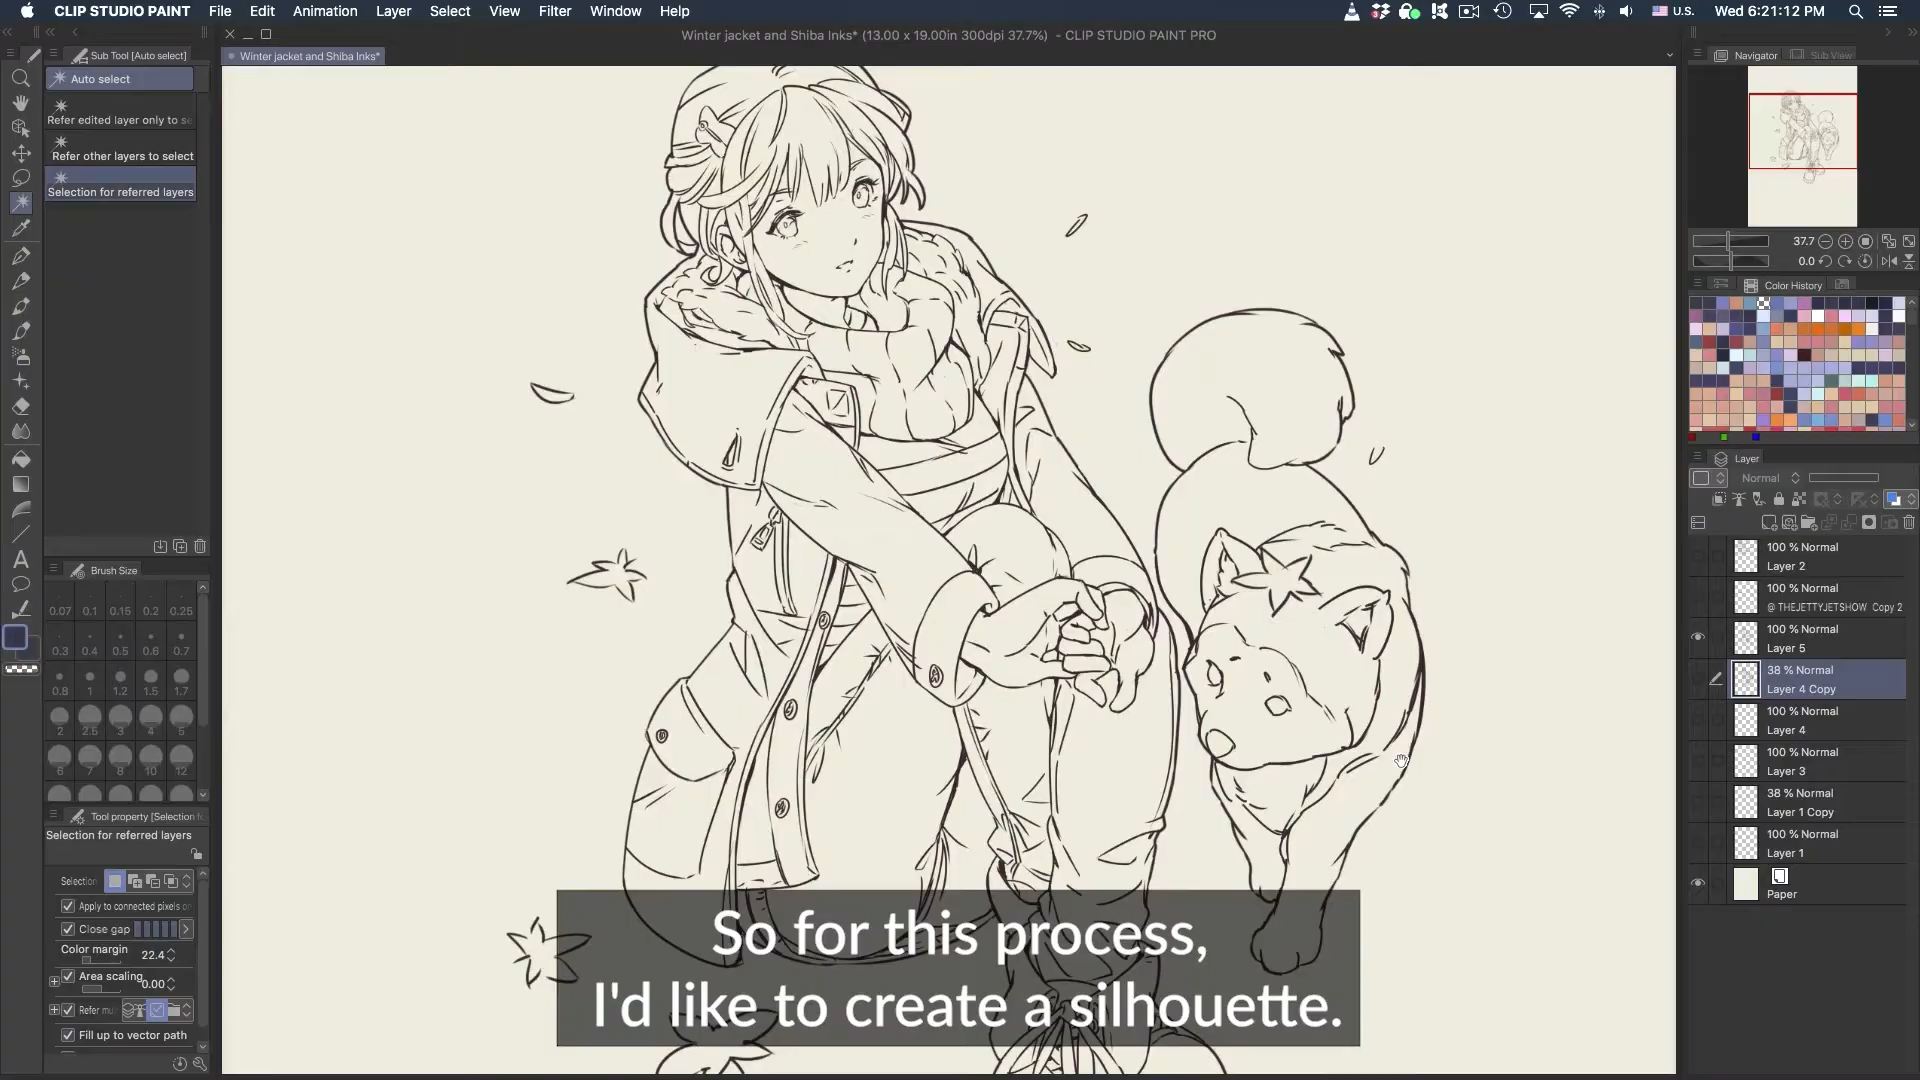 CLIP STUDIO PAINT File Edit Animation Layer Select View Filter Window Help U.S. Wed 6:21:12 PM
Winter jacket and Shiba Inks* (13.00 x 19.00in 300dpi 37.7%) - CLIP STUDIO PAINT PRO
Sub Tool [Auto select]
Winter jacket and Shiba Inks*
Navigator Sub View
Auto select
Refer edited layer only to se
Refer other layers to select
Selection for referred layers
37.7
0.0
Color History
Layer
Normal
100 % Normal
Layer 2
100 % Normal
@ THEJETTYJETSHOW Copy 2
100 % Normal
Layer 5
38 % Normal
Layer 4 Copy
100 % Normal
Layer 4
100 % Normal
Layer 3
38 % Normal
Layer 1 Copy
100 % Normal
Layer 1
Paper
Brush Size
0.07 0.1 0.15 0.2 0.25
0.3 0.4 0.5 0.6 0.7
0.8 1 1.2 1.5 1.7
2 2.5 3 4 5
6 7 8 10 12
Tool property [Selection fo
Selection for referred layers
Selection
Apply to connected pixels on
Close gap
Color margin 22.4
Area scaling 0.00
Refer mu
Fill up to vector path
So for this process,
I'd like to create a silhouette.